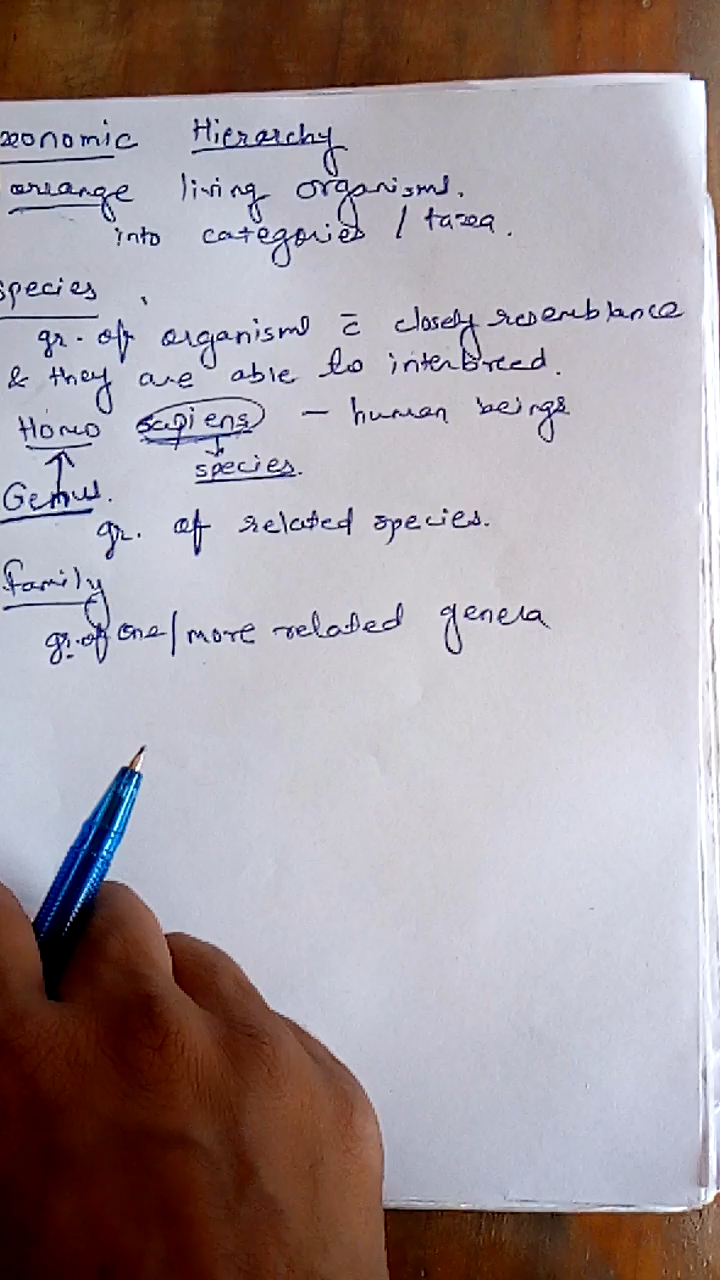 xonomic Hierarchy
arrange living organisms.
into categories / taxa.
species
gr. of organisms c̄ closely resemblance
& they are able to interbreed.
Homo sapiens – human beings
species.
Genus.
gr. of related species.
family
gr. of one/more related genera